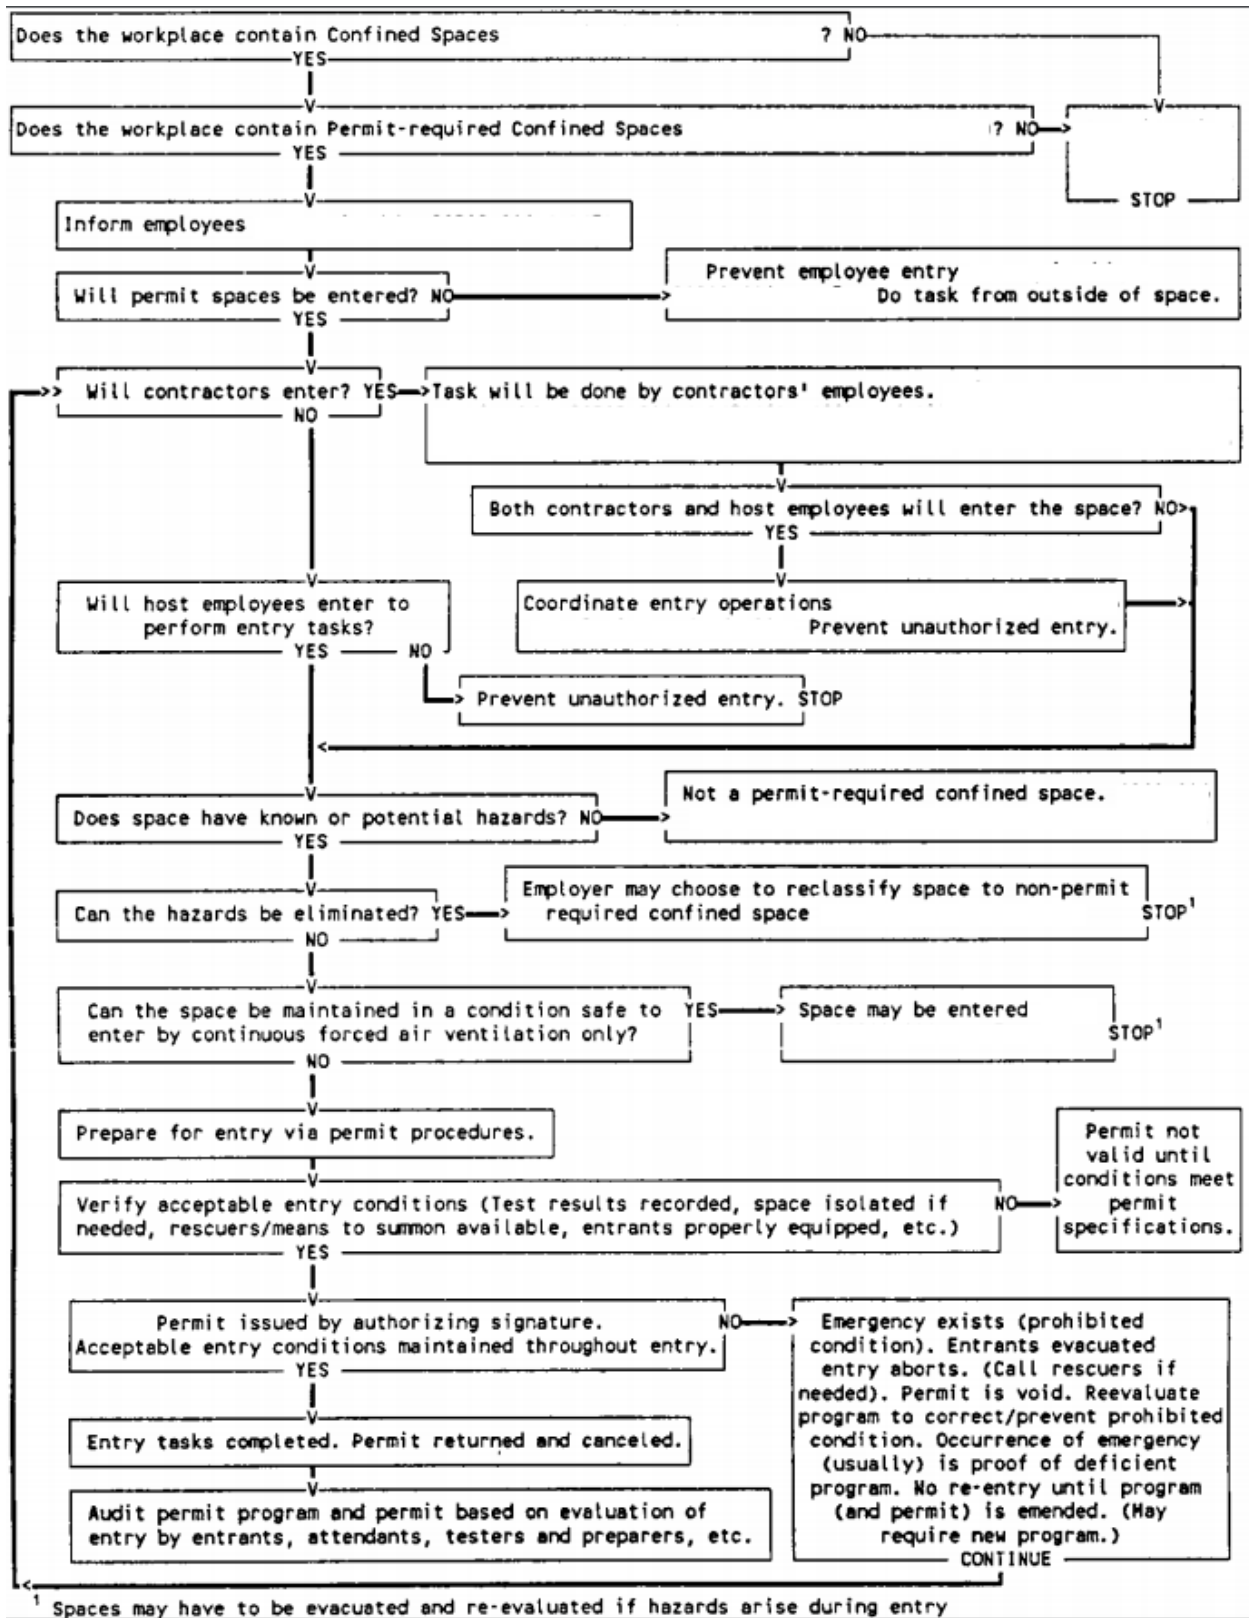 Does the workplace contain Confined Spaces ? NO
YES
Does the workplace contain Permit-required Confined Spaces ? NO
YES
STOP
Inform employees
Prevent employee entry
Will permit spaces be entered? NO
Do task from outside of space.
YES
Will contractors enter? YES
Task will be done by contractors' employees.
NO
Both contractors and host employees will enter the space? NO
YES
Will host employees enter to
perform entry tasks?
YES NO
Coordinate entry operations
Prevent unauthorized entry.
Prevent unauthorized entry. STOP
Does space have known or potential hazards? NO
YES
Not a permit-required confined space.
Can the hazards be eliminated? YES
NO
Employer may choose to reclassify space to non-permit
required confined space STOP¹
Can the space be maintained in a condition safe to
enter by continuous forced air ventilation only?
YES
NO
Space may be entered
STOP¹
Prepare for entry via permit procedures.
Verify acceptable entry conditions (Test results recorded, space isolated if
needed, rescuers/means to summon available, entrants properly equipped, etc.)
NO
YES
Permit not
valid until
conditions meet
permit
specifications.
Permit issued by authorizing signature.
Acceptable entry conditions maintained throughout entry.
NO
YES
Emergency exists (prohibited
condition). Entrants evacuated
entry aborts. (Call rescuers if
needed). Permit is void. Reevaluate
program to correct/prevent prohibited
condition. Occurrence of emergency
(usually) is proof of deficient
program. No re-entry until program
(and permit) is emended. (May
require new program.)
CONTINUE
Entry tasks completed. Permit returned and canceled.
Audit permit program and permit based on evaluation of
entry by entrants, attendants, testers and preparers, etc.
¹ Spaces may have to be evacuated and re-evaluated if hazards arise during entry